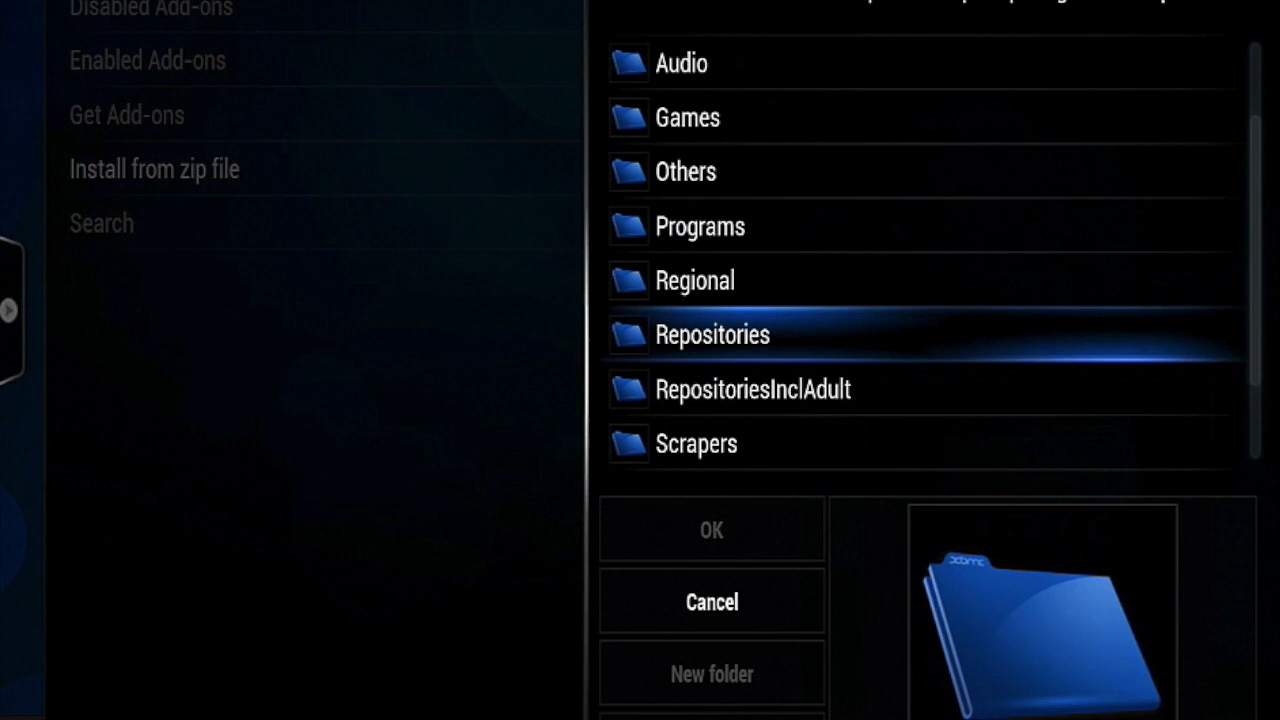 Disabled Add-ons
Enabled Add-ons
Get Add-ons
Install from zip file
Search
Audio
Games
Others
Programs
Regional
Repositories
RepositoriesInclAdult
Scrapers
OK
Cancel
New folder
xbmc